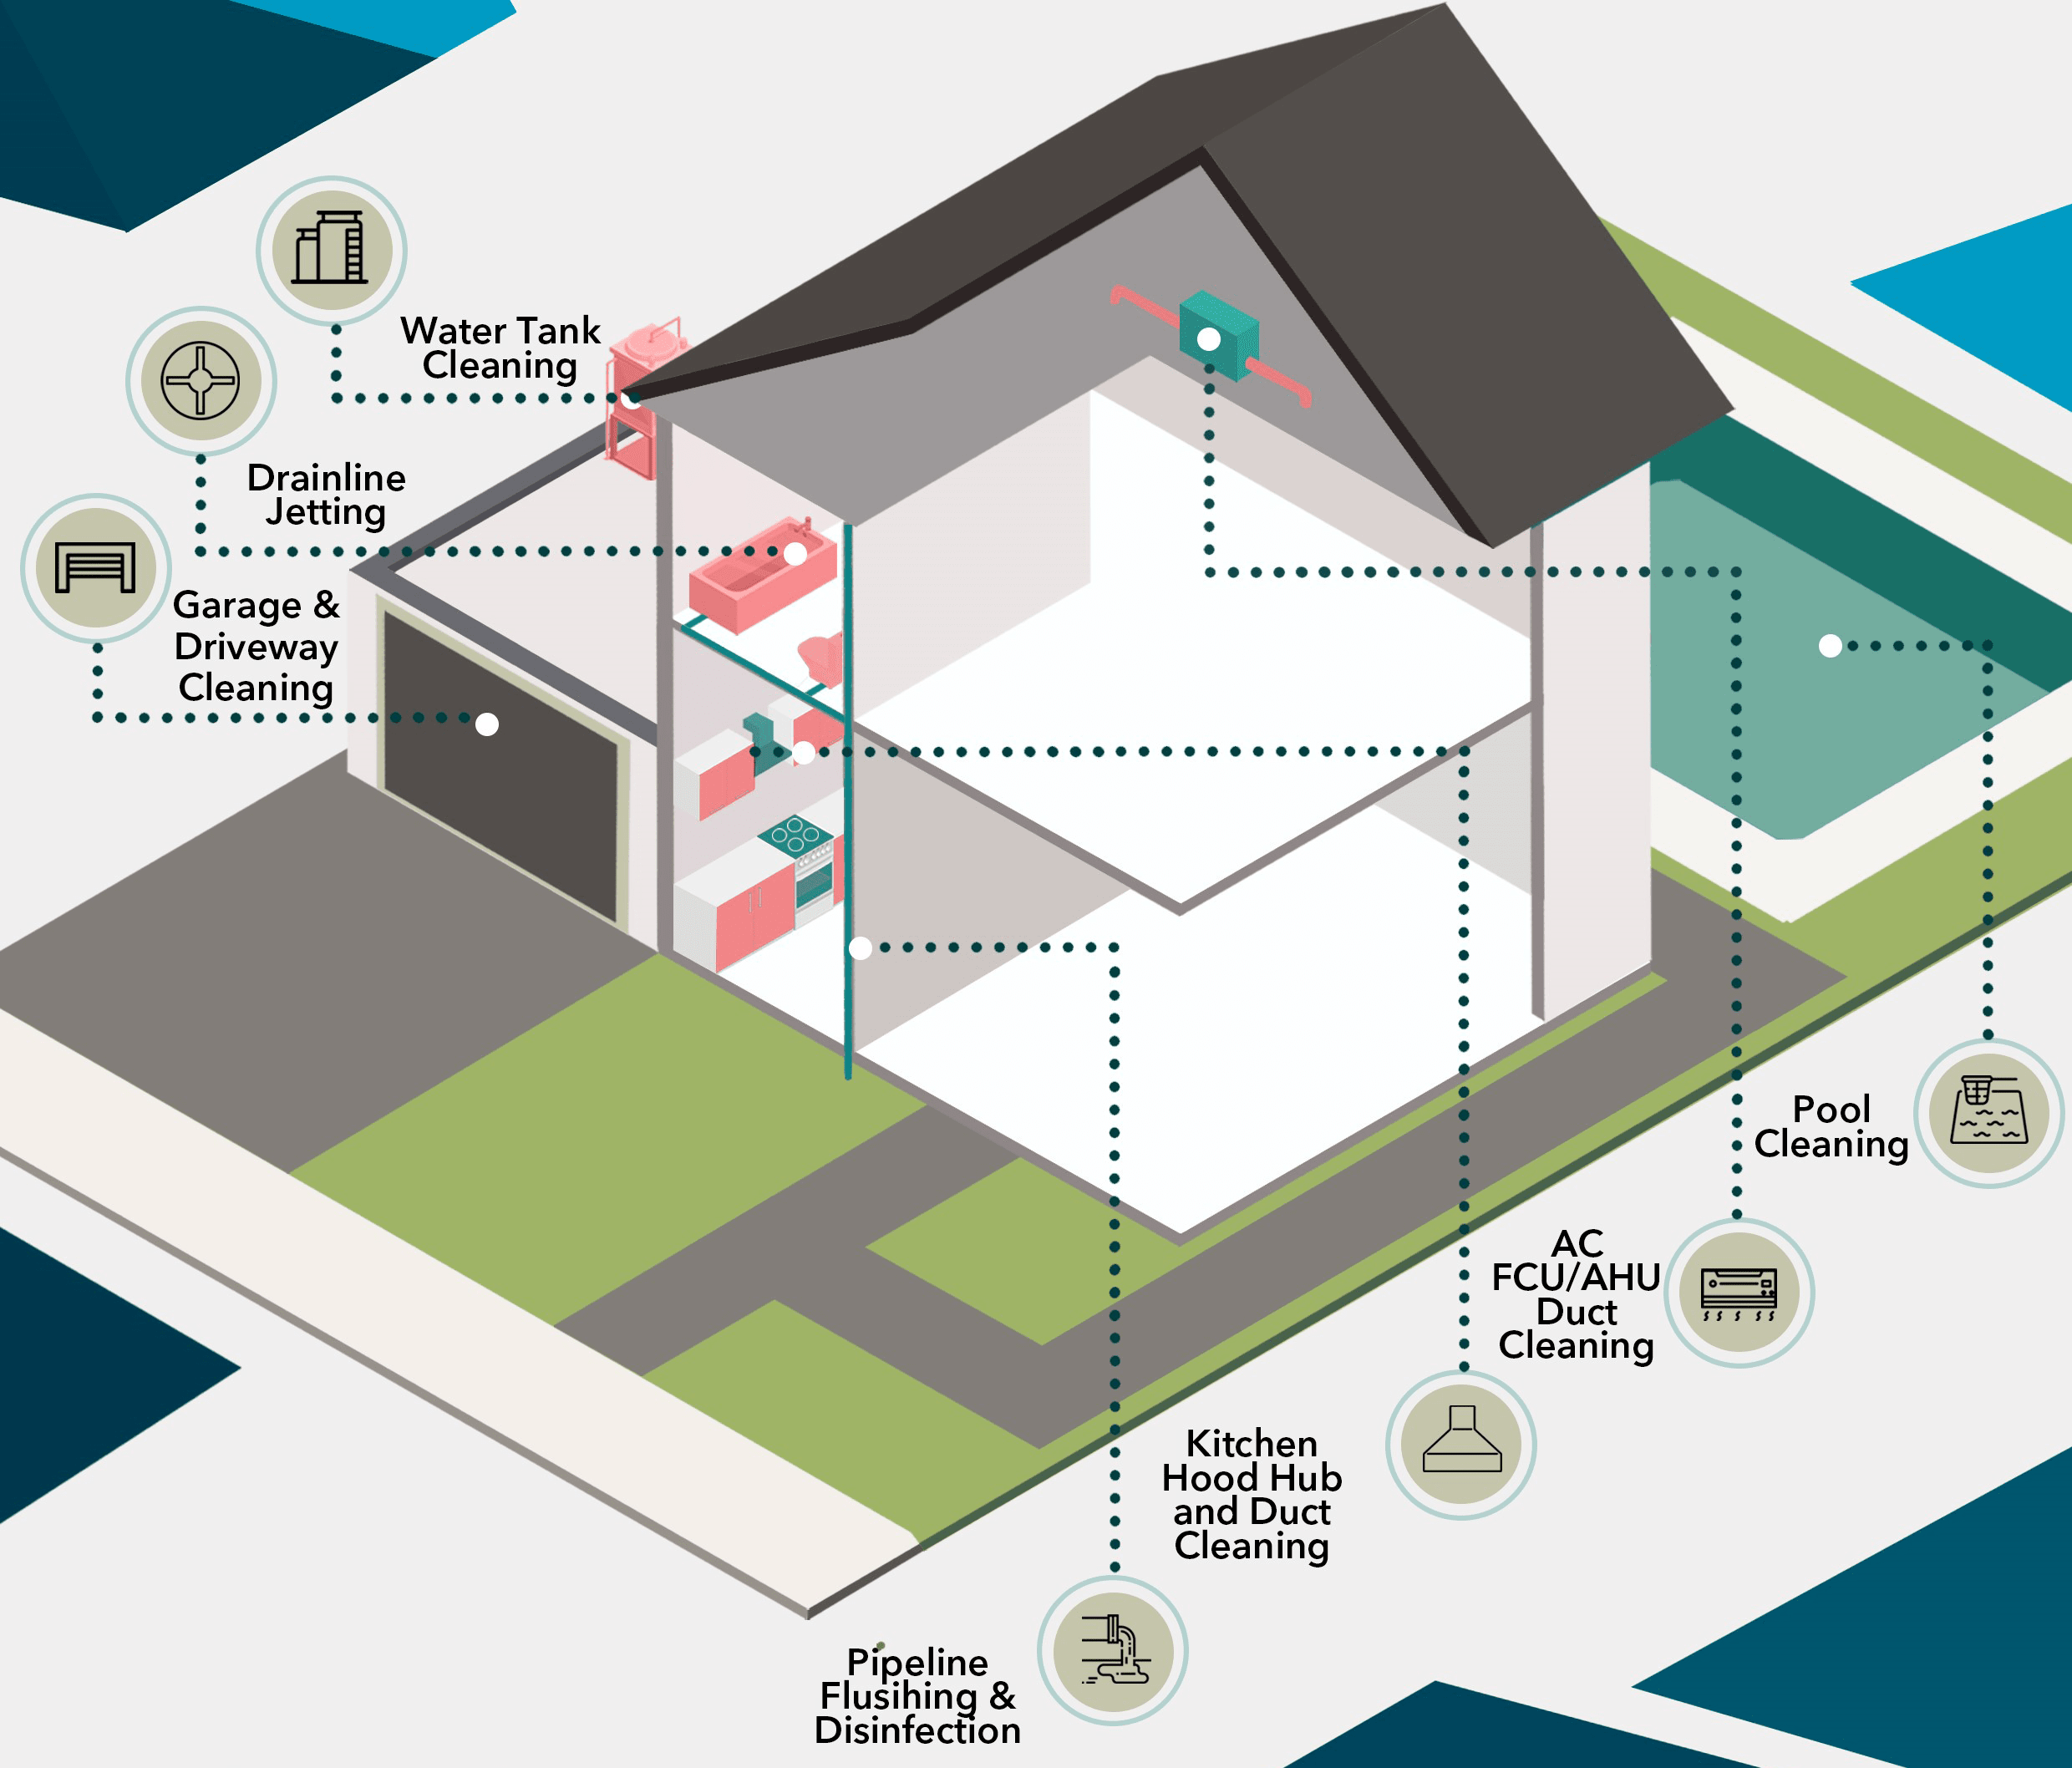 Water Tank
Cleaning
Drainline
Jetting
Garage &
Driveway
Cleaning
Pool
Cleaning
AC
FCU/AHU
Duct
Cleaning
Kitchen
Hood Hub
and Duct
Cleaning
Pipeline
Flusihing &
Disinfection